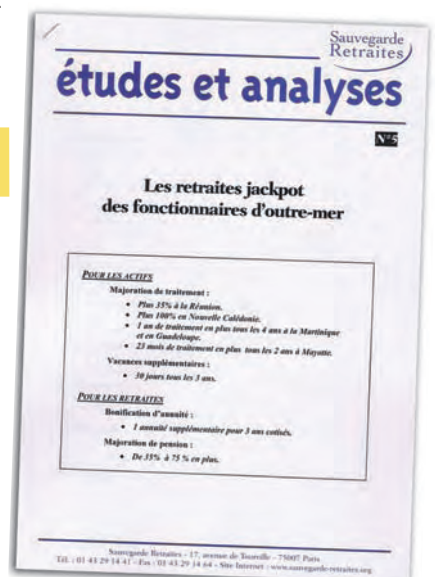 Sauvegarde
Retraites
études et analyses
N°5
Les retraites jackpot
des fonctionnaires d'outre-mer
POUR LES ACTIFS
Majoration de traitement :
• Plus 35% à la Réunion.
• Plus 100% en Nouvelle Calédonie.
• 1 an de traitement en plus tous les 4 ans à la Martinique
et en Guadeloupe.
• 23 mois de traitement en plus tous les 2 ans à Mayotte.
Vacances supplémentaires :
• 30 jours tous les 3 ans.
POUR LES RETRAITES
Bonification d'annuité :
• 1 annuité supplémentaire pour 3 ans cotisés.
Majoration de pension :
• De 35% à 75 % en plus.
Sauvegarde Retraites - 17, avenue de Tourville - 75007 Paris
Tél. : 01 43 29 14 41 - Fax : 01 43 29 14 64 - Site Internet : www.sauvegarde-retraites.org